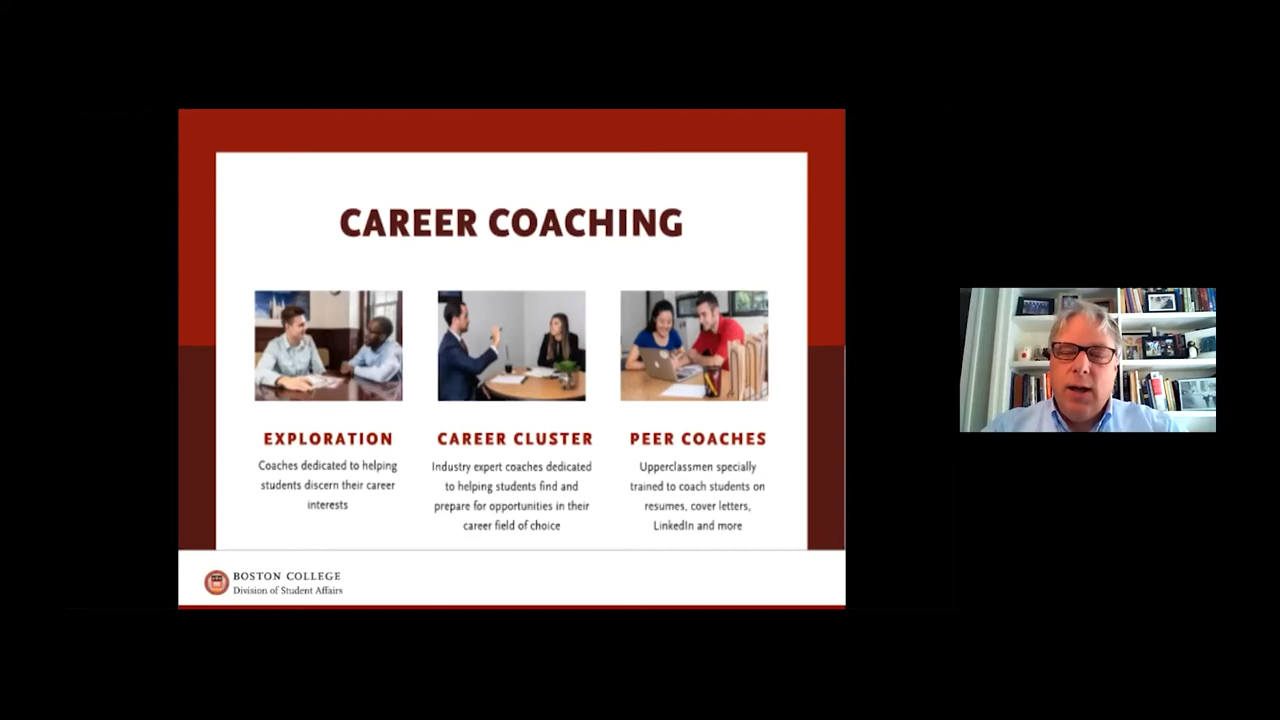 CAREER COACHING
EXPLORATION
Coaches dedicated to helping
students discern their career
interests
CAREER CLUSTER
Industry expert coaches dedicated
to helping students find and
prepare for opportunities in their
career field of choice
PEER COACHES
Upperclassmen specially
trained to coach students on
resumes, cover letters,
LinkedIn and more
BOSTON COLLEGE
Division of Student Affairs